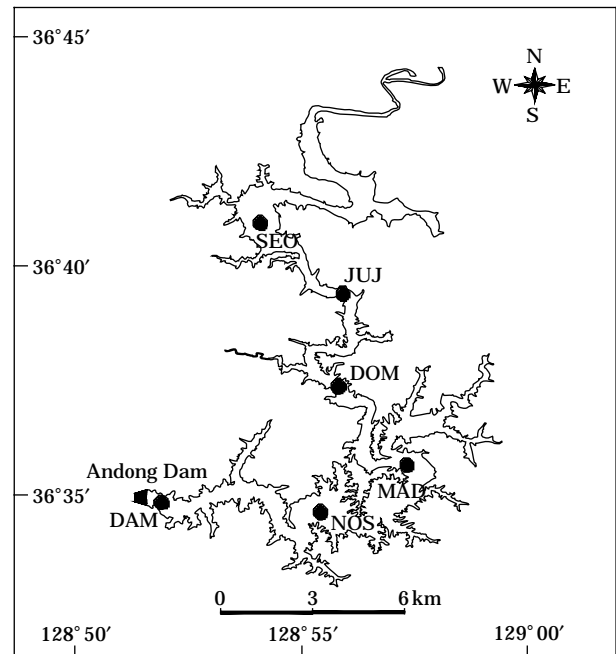 36°45′
N
W E
S
SEO
36°40′
JUJ
DOM
Andong Dam
36°35′
MAD
DAM
NOS
0 3 6 km
128°50′ 128°55′ 129°00′